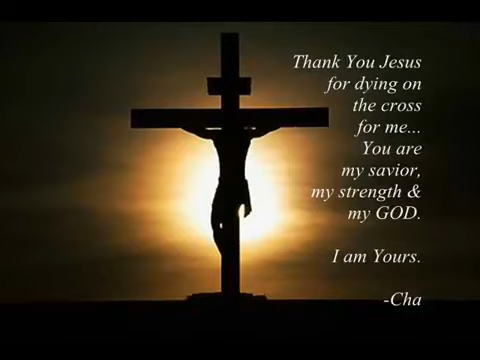 Thank You Jesus
for dying on
the cross
for me...
You are
my savior,
my strength &
my GOD.
I am Yours.
-Cha